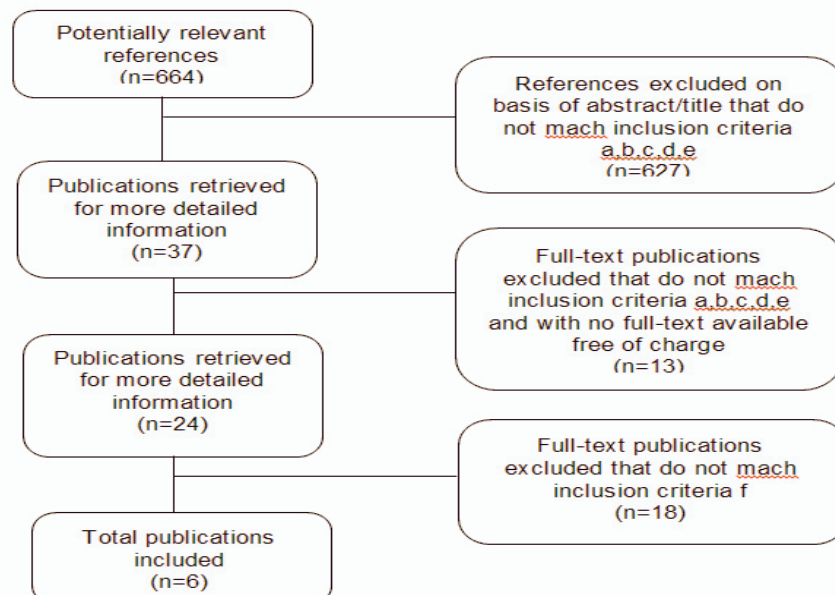 Potentially relevant
references
(n=664)
References excluded on
basis of abstract/title that do
not mach inclusion criteria
a,b,c,d,e
(n=627)
Publications retrieved
for more detailed
information
(n=37)
Full-text publications
excluded that do not mach
inclusion criteria a,b,c,d,e
and with no full-text available
free of charge
(n=13)
Publications retrieved
for more detailed
information
(n=24)
Full-text publications
excluded that do not mach
inclusion criteria f
(n=18)
Total publications
included
(n=6)